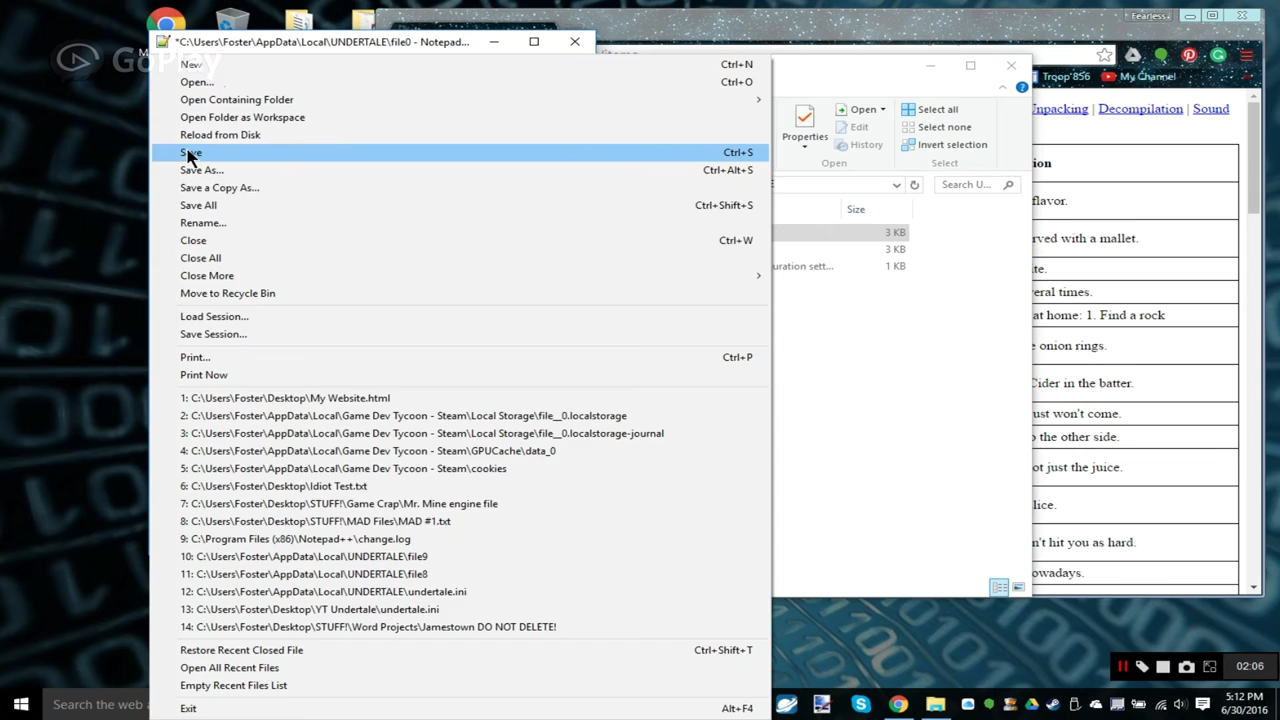 *C:\Users\Foster\AppData\Local\UNDERTALE\file0 - Notepad...
Fearless
GoPlay
New Ctrl+N
Open... Ctrl+O
Open Containing Folder
Open Folder as Workspace
Reload from Disk
Save Ctrl+S
Save As... Ctrl+Alt+S
Save a Copy As...
Save All Ctrl+Shift+S
Rename...
Close Ctrl+W
Close All
Close More
Move to Recycle Bin
Load Session...
Save Session...
Print... Ctrl+P
Print Now
1: C:\Users\Foster\Desktop\My Website.html
2: C:\Users\Foster\AppData\Local\Game Dev Tycoon - Steam\Local Storage\file__0.localstorage
3: C:\Users\Foster\AppData\Local\Game Dev Tycoon - Steam\Local Storage\file__0.localstorage-journal
4: C:\Users\Foster\AppData\Local\Game Dev Tycoon - Steam\GPUCache\data_0
5: C:\Users\Foster\AppData\Local\Game Dev Tycoon - Steam\cookies
6: C:\Users\Foster\Desktop\Idiot Test.txt
7: C:\Users\Foster\Desktop\STUFF!\Game Crap\Mr. Mine engine file
8: C:\Users\Foster\Desktop\STUFF!\MAD Files\MAD #1.txt
9: C:\Program Files (x86)\Notepad++\change.log
10: C:\Users\Foster\AppData\Local\UNDERTALE\file9
11: C:\Users\Foster\AppData\Local\UNDERTALE\file8
12: C:\Users\Foster\AppData\Local\UNDERTALE\undertale.ini
13: C:\Users\Foster\Desktop\YT Undertale\undertale.ini
14: C:\Users\Foster\Desktop\STUFF!\Word Projects\Jamestown DO NOT DELETE!
Restore Recent Closed File Ctrl+Shift+T
Open All Recent Files
Empty Recent Files List
Exit Alt+F4
Properties
Open
Edit
History
Open
Select all
Select none
Invert selection
Select
Search U...
Size
3 KB
3 KB
uration sett... 1 KB
Troop 856 My Channel
Unpacking | Decompilation | Sound
flavor.
rved with a mallet.
ite.
veral times.
at home: 1. Find a rock
e onion rings.
Cider in the batter.
ust won't come.
o the other side.
ot just the juice.
lice.
n't hit you as hard.
nowadays.
02:06
Search the web a
5:12 PM
6/30/2016